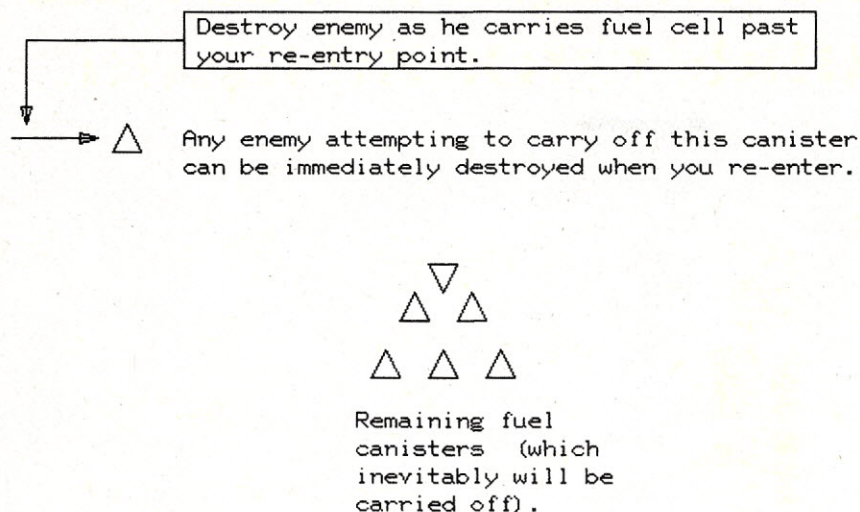 Destroy enemy as he carries fuel cell past
your re-entry point.
Any enemy attempting to carry off this canister
can be immediately destroyed when you re-enter.
Remaining fuel
canisters (which
inevitably will be
carried off).